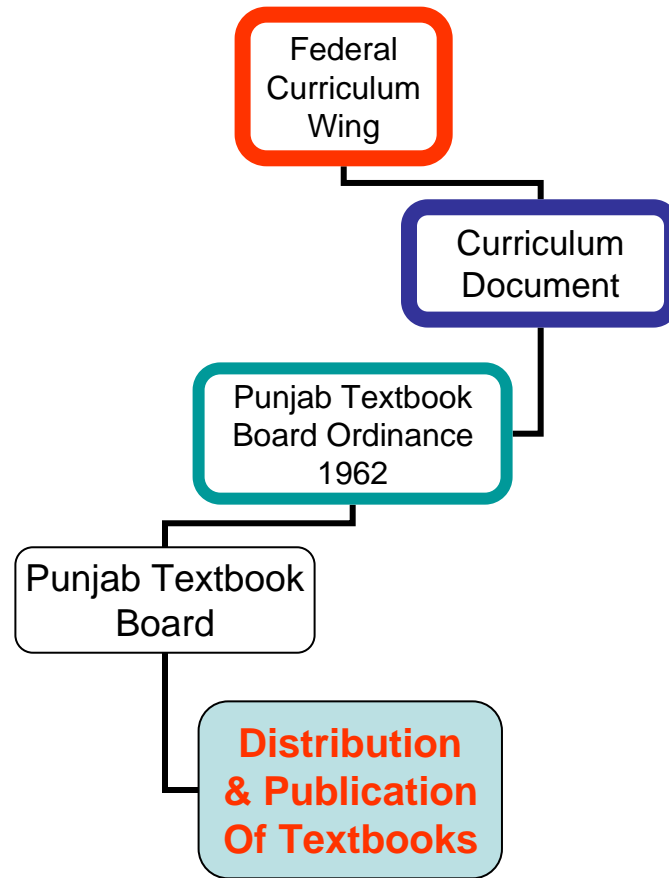 Federal
Curriculum
Wing
Curriculum
Document
Punjab Textbook
Board Ordinance
1962
Punjab Textbook
Board
Distribution
& Publication
Of Textbooks